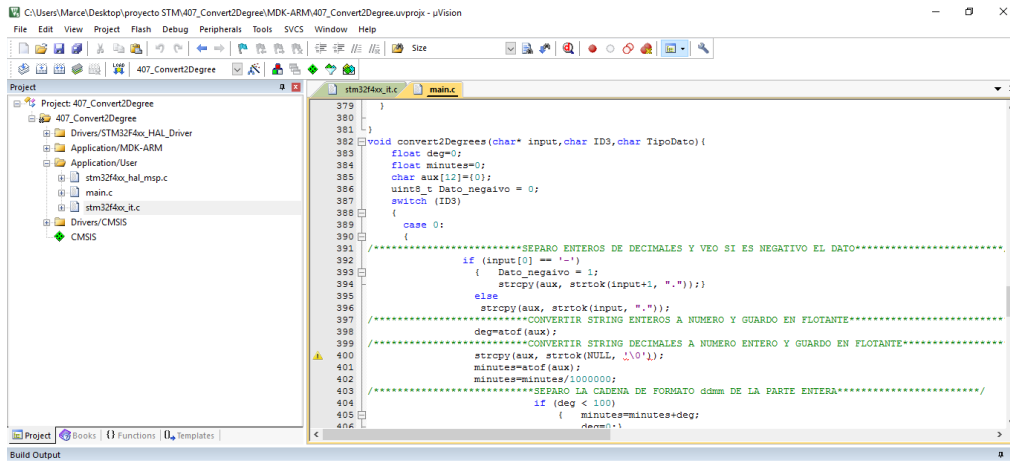 C:\Users\Marce\Desktop\proyecto STM\407_Convert2Degree\MDK-ARM\407_Convert2Degree.uvprojx - µVision
File Edit View Project Flash Debug Peripherals Tools SVCS Window Help
Size
LOAD 407_Convert2Degree
Project
stm32f4xx_it.c main.c
Project: 407_Convert2Degree
407_Convert2Degree
Drivers/STM32F4xx_HAL_Driver
Application/MDK-ARM
Application/User
stm32f4xx_hal_msp.c
main.c
stm32f4xx_it.c
Drivers/CMSIS
CMSIS
379 }
380
381 }
382 void convert2Degrees(char* input,char ID3,char TipoDato){
383 float deg=0;
384 float minutes=0;
385 char aux[12]={0};
386 uint8_t Dato_negaivo = 0;
387 switch (ID3)
388 {
389 case 0:
390 {
391 /*************************SEPARO ENTEROS DE DECIMALES Y VEO SI ES NEGATIVO EL DATO*************************
392 if (input[0] == '-')
393 { Dato_negaivo = 1;
394 strcpy(aux, strtok(input+1, "."));}
395 else
396 strcpy(aux, strtok(input, "."));
397 /**************************CONVERTIR STRING ENTEROS A NUMERO Y GUARDO EN FLOTANTE**************************
398 deg=atof(aux);
399 /**************************CONVERTIR STRING DECIMALES A NUMERO ENTERO Y GUARDO EN FLOTANTE*****************
400 strcpy(aux, strtok(NULL, '\0'));
401 minutes=atof(aux);
402 minutes=minutes/1000000;
403 /***************************SEPARO LA CADENA DE FORMATO ddmm DE LA PARTE ENTERA************************/
404 if (deg < 100)
405 { minutes=minutes+deg;
406 deg=0;}
Project Books {} Functions 0 Templates
Build Output